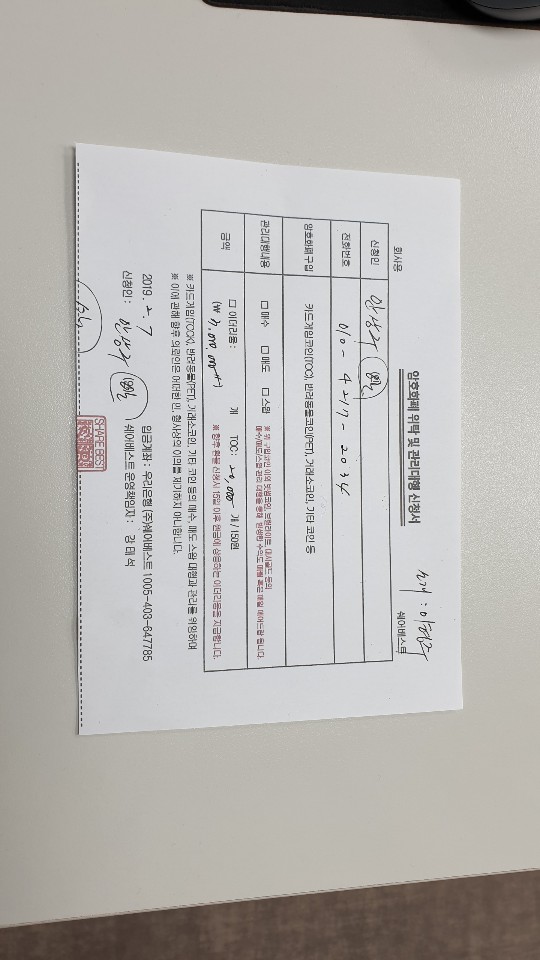 암호화폐 위탁 및 관리대행 신청서
소개 : 이현주
회사용
쉐어베스트
신청인 안상구
전화번호 010 - 4217 - 2034
암호화폐구입 카드게임코인(TOC), 반려동물코인(PET), 거래소코인, 기타 코인 등
관리대행내용 □ 매수 □ 매도 □ 스왑
※ 위 구입코인 이외 빗썸코인, 브릴라이트, 대시골드 등의
매수/매도/스왑 관리 대행을 통해 발생한 수익도 매월 혹은 매일 에어드랍 됩니다.
금액 □ 이더리움 : 개 TOC : 20,000 개 / 150원
(₩ 3,000,000) ※ 향후 환불 신청시 15일 이후 원금에 상응하는 이더리움을 지급합니다.
※ 카드게임(TOCK), 반려동물(PET), 거래소코인, 기타 코인 등의 매수, 매도 스왑 대행과 관리를 위임하며
※ 이에 관해 향후 의뢰인은 어떠한 민, 형사상의 이의를 제기하지 아니합니다.
2019 . 2 . 7 입금계좌 : 우리은행 (주)쉐어베스트 1005-403-647785
신청인 : 안상구 쉐어베스트 운영책임자 : 강태석
SHARE BEST